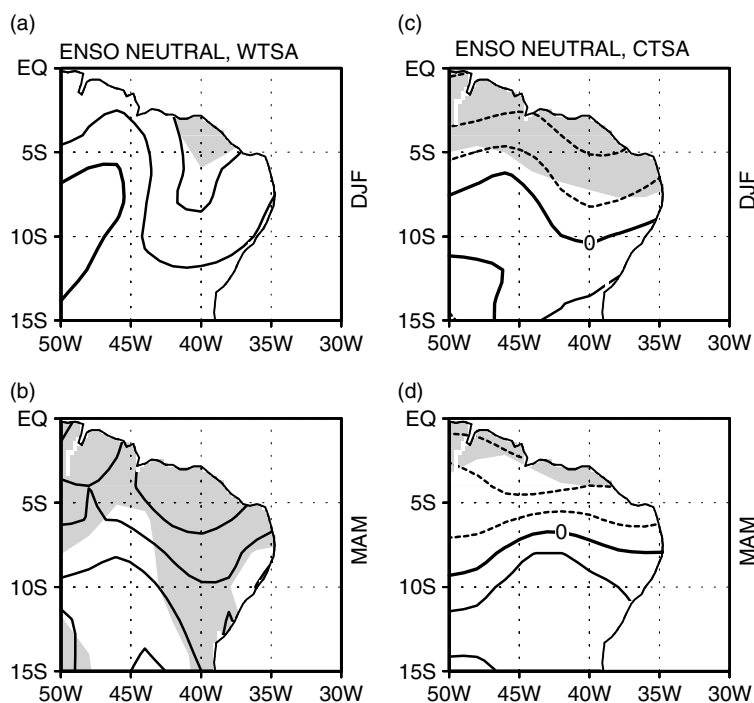 (a)
ENSO NEUTRAL, WTSA
EQ
5S
10S
15S
50W 45W 40W 35W 30W
DJF
(c)
ENSO NEUTRAL, CTSA
EQ
5S
10S
15S
0
50W 45W 40W 35W 30W
DJF
(b)
EQ
5S
10S
15S
50W 45W 40W 35W 30W
MAM
(d)
EQ
5S
10S
15S
0
50W 45W 40W 35W 30W
MAM